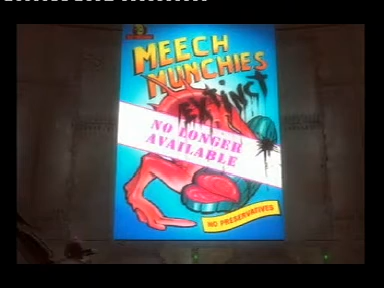 MEECH
MUNCHIES
EXTINCT
NO LONGER
AVAILABLE
NO PRESERVATIVES